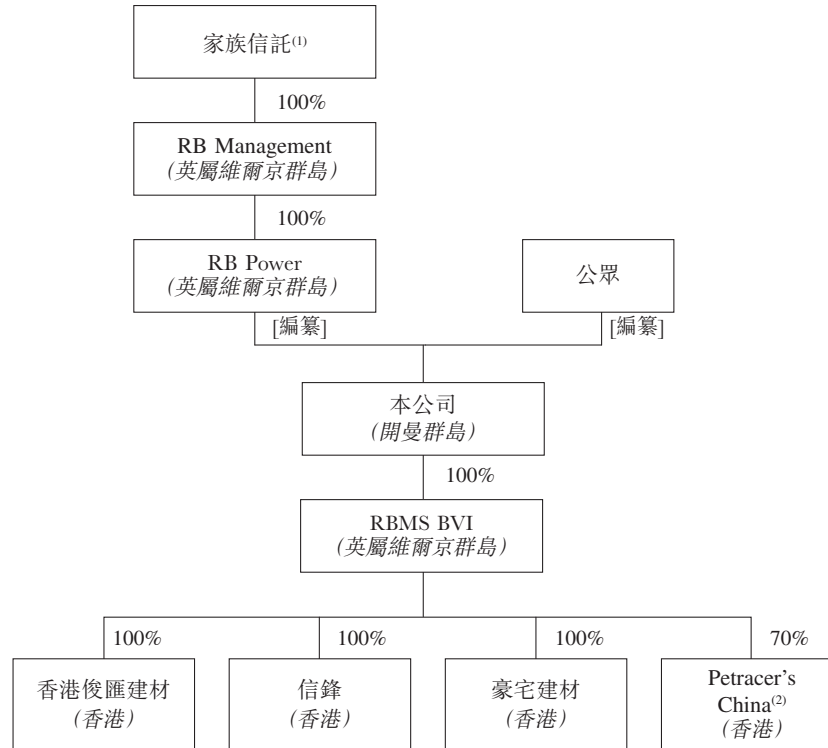 家族信託(1)
100%
RB Management
(英屬維爾京群島)
100%
RB Power
(英屬維爾京群島)
公眾
[編纂]
[編纂]
本公司
(開曼群島)
100%
RBMS BVI
(英屬維爾京群島)
100%
100%
100%
70%
香港俊匯建材
(香港)
信鋒
(香港)
豪宅建材
(香港)
Petracer's
China(2)
(香港)